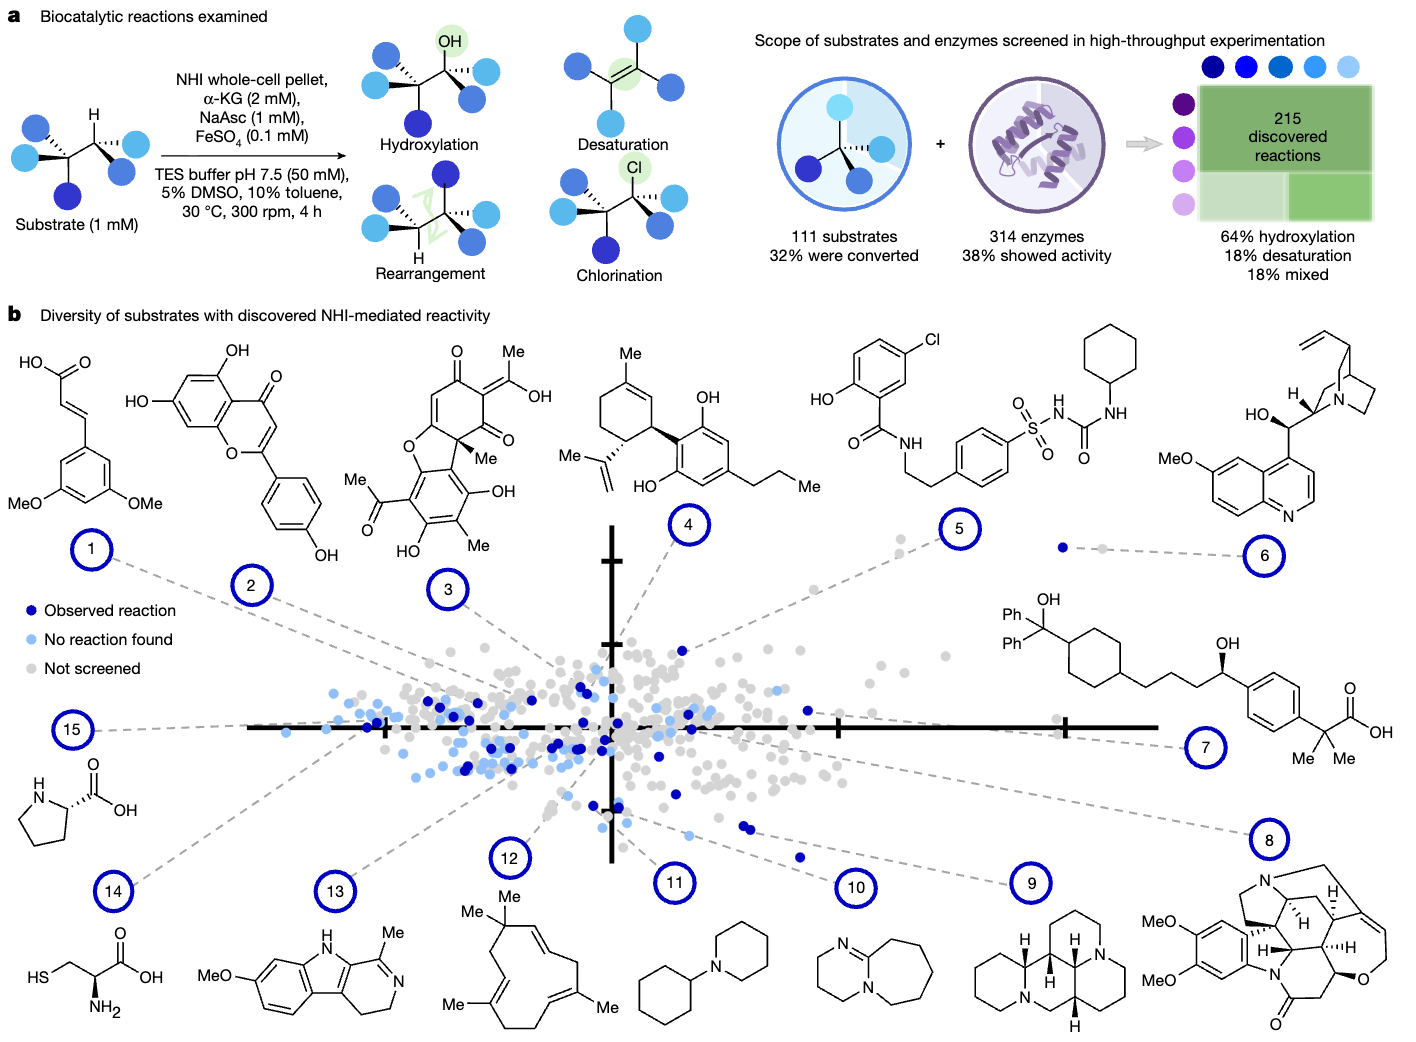 a Biocatalytic reactions examined
NHI whole-cell pellet,
α-KG (2 mM),
NaAsc (1 mM),
FeSO4 (0.1 mM)
TES buffer pH 7.5 (50 mM),
5% DMSO, 10% toluene,
30 °C, 300 rpm, 4 h
H
Substrate (1 mM)
OH
Hydroxylation
Desaturation
H
Rearrangement
Cl
Chlorination
Scope of substrates and enzymes screened in high-throughput experimentation
+
215
discovered
reactions
111 substrates
32% were converted
314 enzymes
38% showed activity
64% hydroxylation
18% desaturation
18% mixed
b Diversity of substrates with discovered NHI-mediated reactivity
HO
O
MeO
OMe
1
OH
HO
O
O
OH
2
O
Me
OH
O
O
Me
Me
O
OH
HO
Me
3
Me
OH
Me
HO
Me
4
Cl
HO
O
NH
O
S
O
H
N
O
NH
5
H
N
HO
MeO
N
6
Observed reaction
No reaction found
Not screened
OH
Ph
Ph
OH
O
OH
Me
Me
7
15
H
N
O
OH
14
O
HS
OH
NH2
13
H
N
Me
MeO
N
12
Me
Me
Me
Me
11
N
10
N
N
9
H
H
N
H
N
H
8
N
H
MeO
H
MeO
H
H
N
O
O